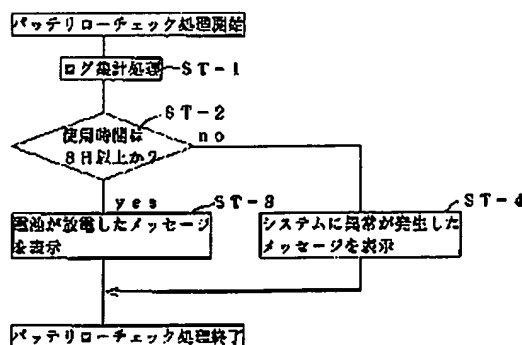 バッテリローチェック処理開始
ログ集計処理
ST-1
ST-2
使用時間は
8H以上か?
no
yes
ST-3
ST-4
電池が放電したメッセージ
を表示
システムに異常が発生した
メッセージを表示
バッテリローチェック処理終了